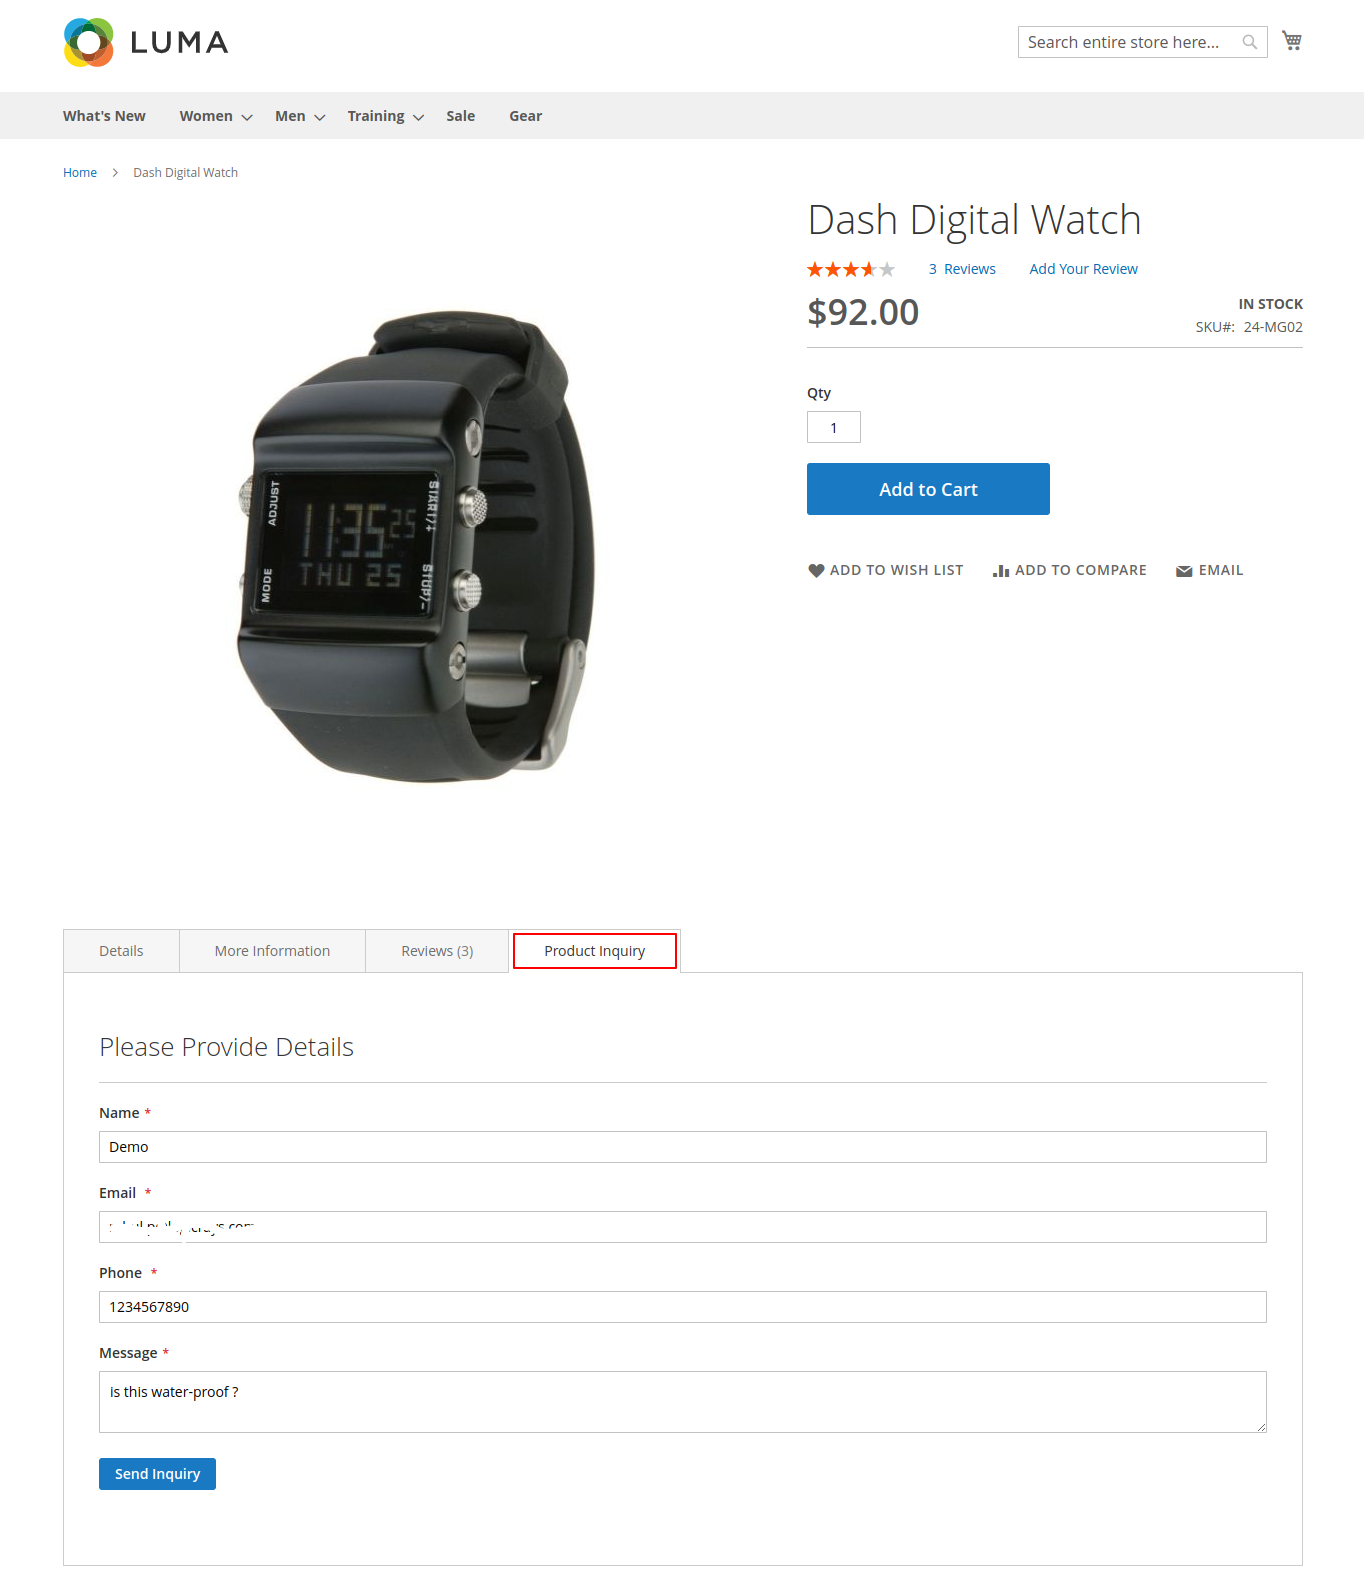 LUMA
Search entire store here...
What's New Women Men Training Sale Gear
Home Dash Digital Watch
Dash Digital Watch
3 Reviews Add Your Review
$92.00
IN STOCK
SKU#: 24-MG02
Qty
1
Add to Cart
ADD TO WISH LIST ADD TO COMPARE EMAIL
ADJUST
START/+
1135 25
THU 25
MODE
STOP/-
Details More Information Reviews (3) Product Inquiry
Please Provide Details
Name *
Demo
Email *
Phone *
1234567890
Message *
is this water-proof ?
Send Inquiry